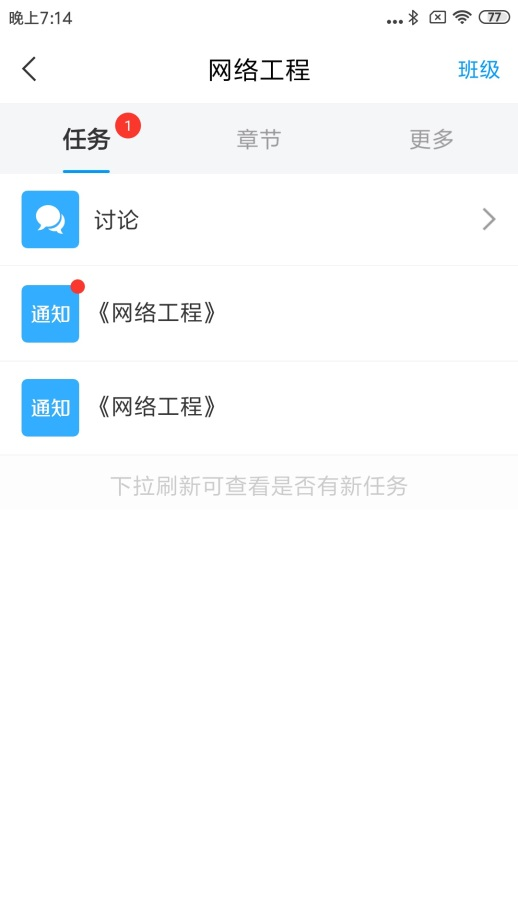 晚上7:14
77
网络工程
班级
任务
1
章节
更多
讨论
通知
《网络工程》
通知
《网络工程》
下拉刷新可查看是否有新任务